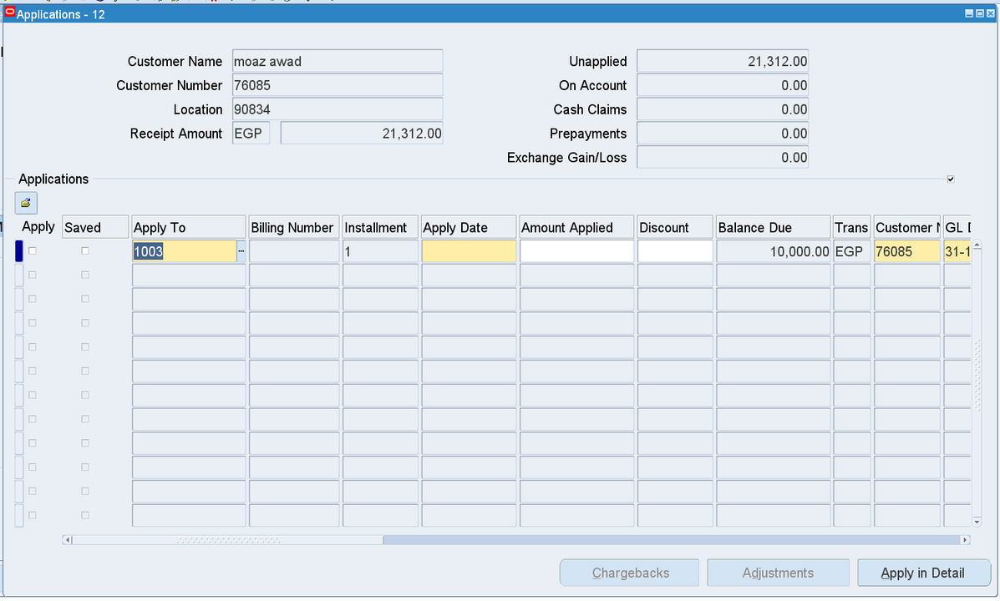 Applications - 12
Customer Name moaz awad
Customer Number 76085
Location 90834
Receipt Amount EGP 21,312.00
Unapplied 21,312.00
On Account 0.00
Cash Claims 0.00
Prepayments 0.00
Exchange Gain/Loss 0.00
Applications
Apply Saved Apply To Billing Number Installment Apply Date Amount Applied Discount Balance Due Trans Customer N GL D
1003 ... 1 10,000.00 EGP 76085 31-1
Chargebacks Adjustments Apply in Detail